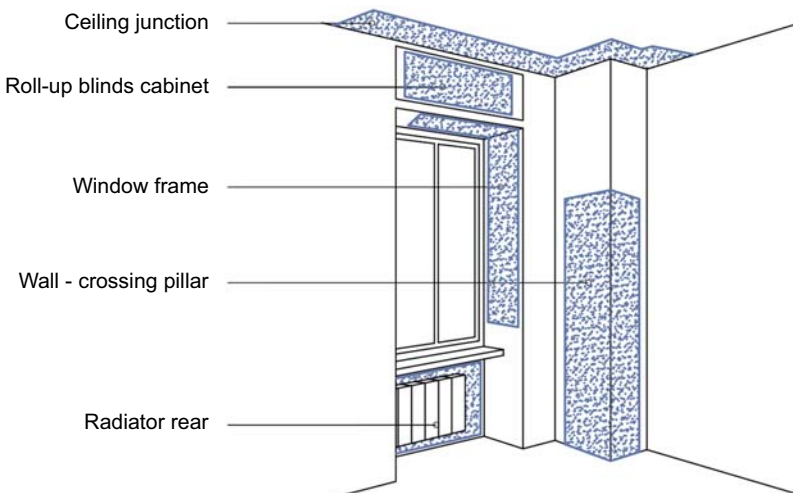 Ceiling junction
Roll-up blinds cabinet
Window frame
Wall - crossing pillar
Radiator rear